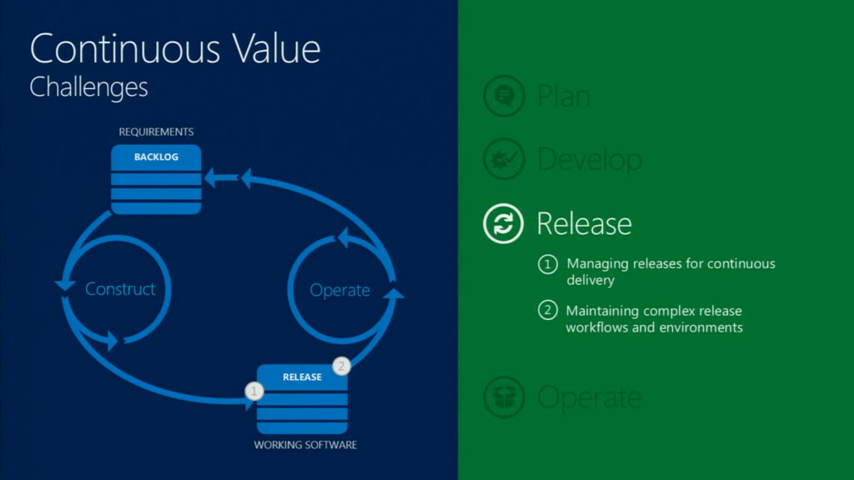 Continuous Value
Challenges
REQUIREMENTS
BACKLOG
Construct
Operate
1
RELEASE
2
WORKING SOFTWARE
Plan
Develop
Release
1 Managing releases for continuous
delivery
2 Maintaining complex release
workflows and environments
Operate